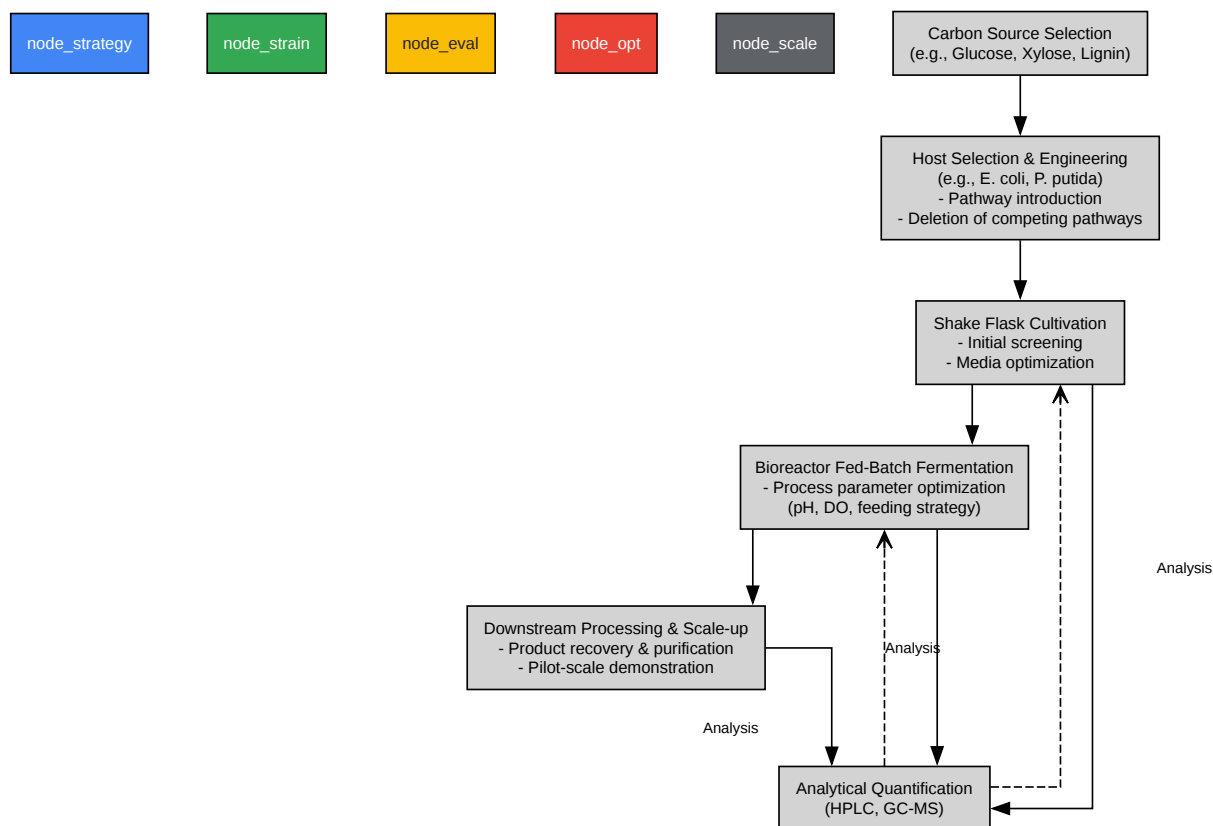 node_strategy
node_strain
node_eval
node_opt
node_scale
Carbon Source Selection
(e.g., Glucose, Xylose, Lignin)
Host Selection & Engineering
(e.g., E. coli, P. putida)
- Pathway introduction
- Deletion of competing pathways
Shake Flask Cultivation
- Initial screening
- Media optimization
Bioreactor Fed-Batch Fermentation
- Process parameter optimization
(pH, DO, feeding strategy)
Analysis
Downstream Processing & Scale-up
- Product recovery & purification
- Pilot-scale demonstration
Analysis
Analysis
Analytical Quantification
(HPLC, GC-MS)